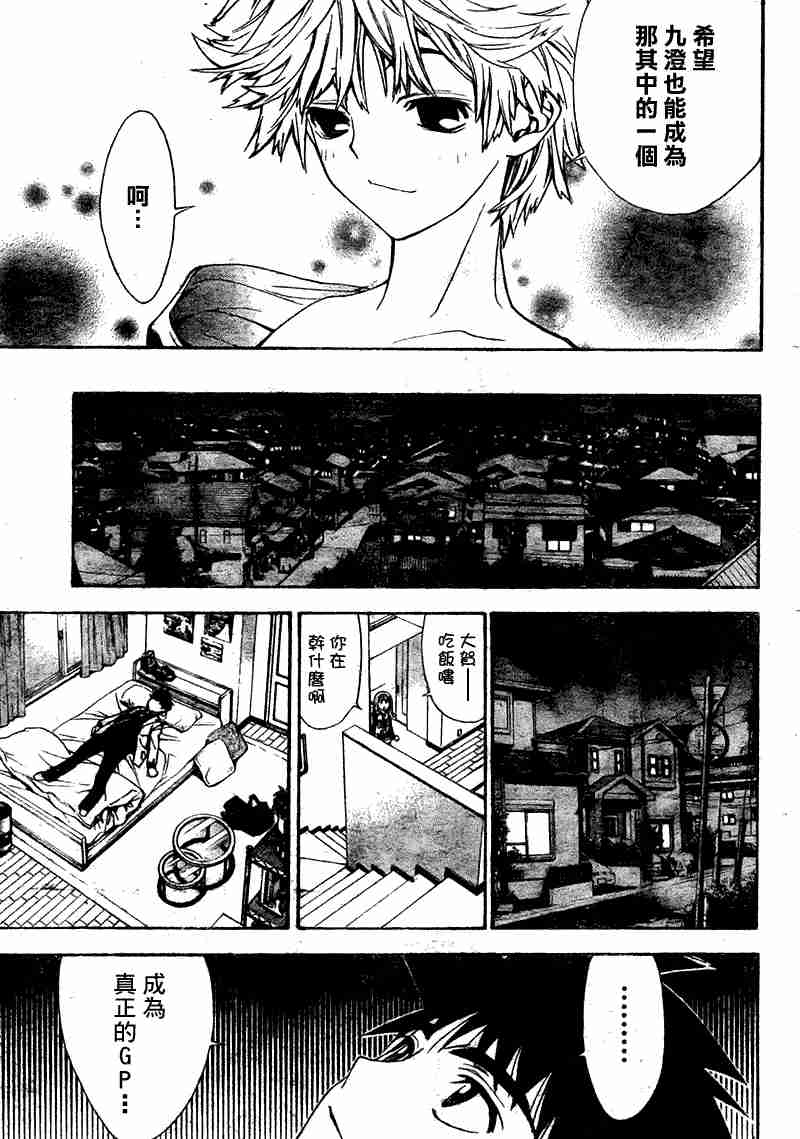 希望
九澄也能成為
那其中的一個
呵…
大賀——
吃飯嘍
你在
幹什麼啊
………
成為
真正的GP…